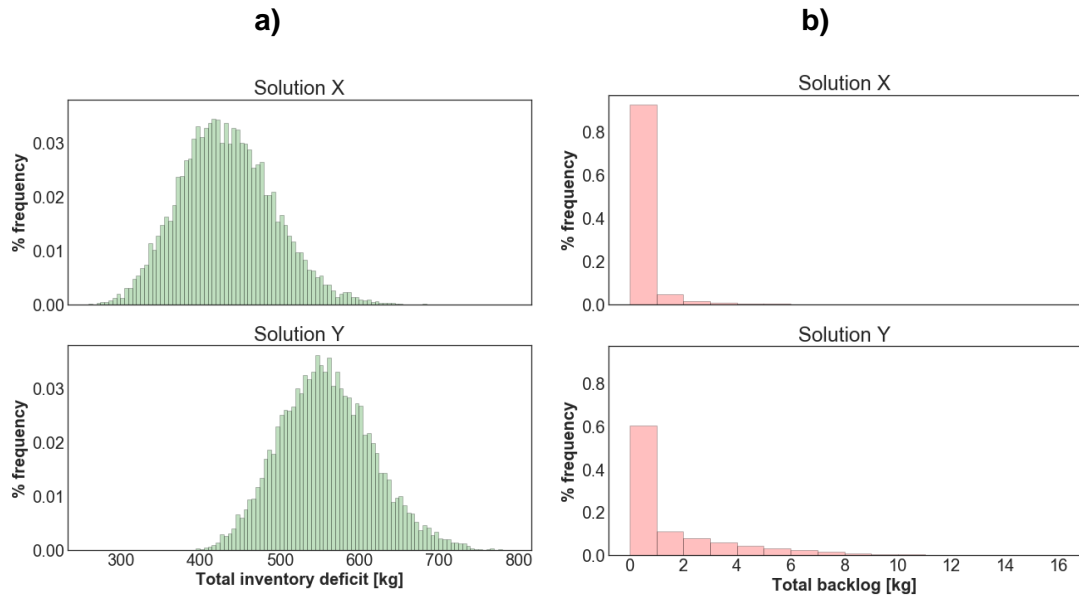 a)
Solution X
% frequency
0.03
0.02
0.01
0.00
Solution Y
% frequency
0.03
0.02
0.01
0.00
300 400 500 600 700 800
Total inventory deficit [kg]
b)
Solution X
% frequency
0.8
0.6
0.4
0.2
0.0
Solution Y
% frequency
0.8
0.6
0.4
0.2
0.0
0 2 4 6 8 10 12 14 16
Total backlog [kg]